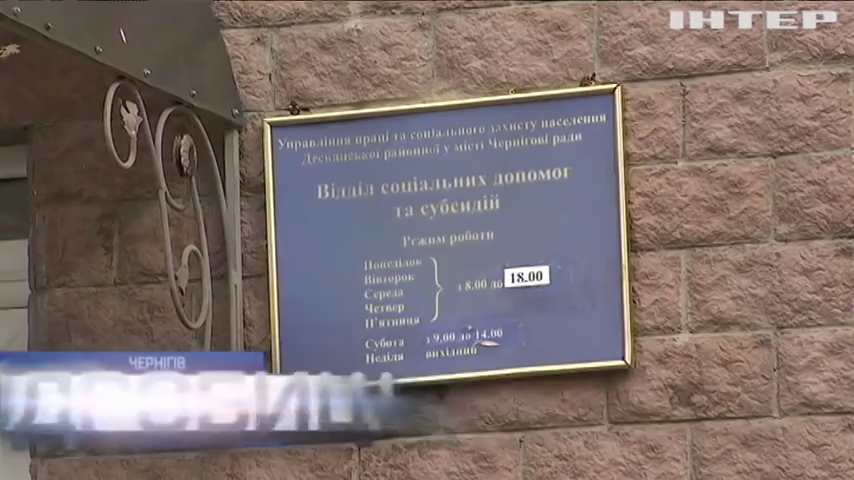 ІНТЕР
Управління праці та соціального захисту населення
Деснянської районної у місті Чернігові ради
Відділ соціальних допомог
та субсидій
Режим роботи
Понеділок
Вівторок
Середа
Четвер
П'ятниця
з 8.00 до 18.00
Субота з 9.00 до 14.00
Неділя вихідний
ЧЕРНІГІВ